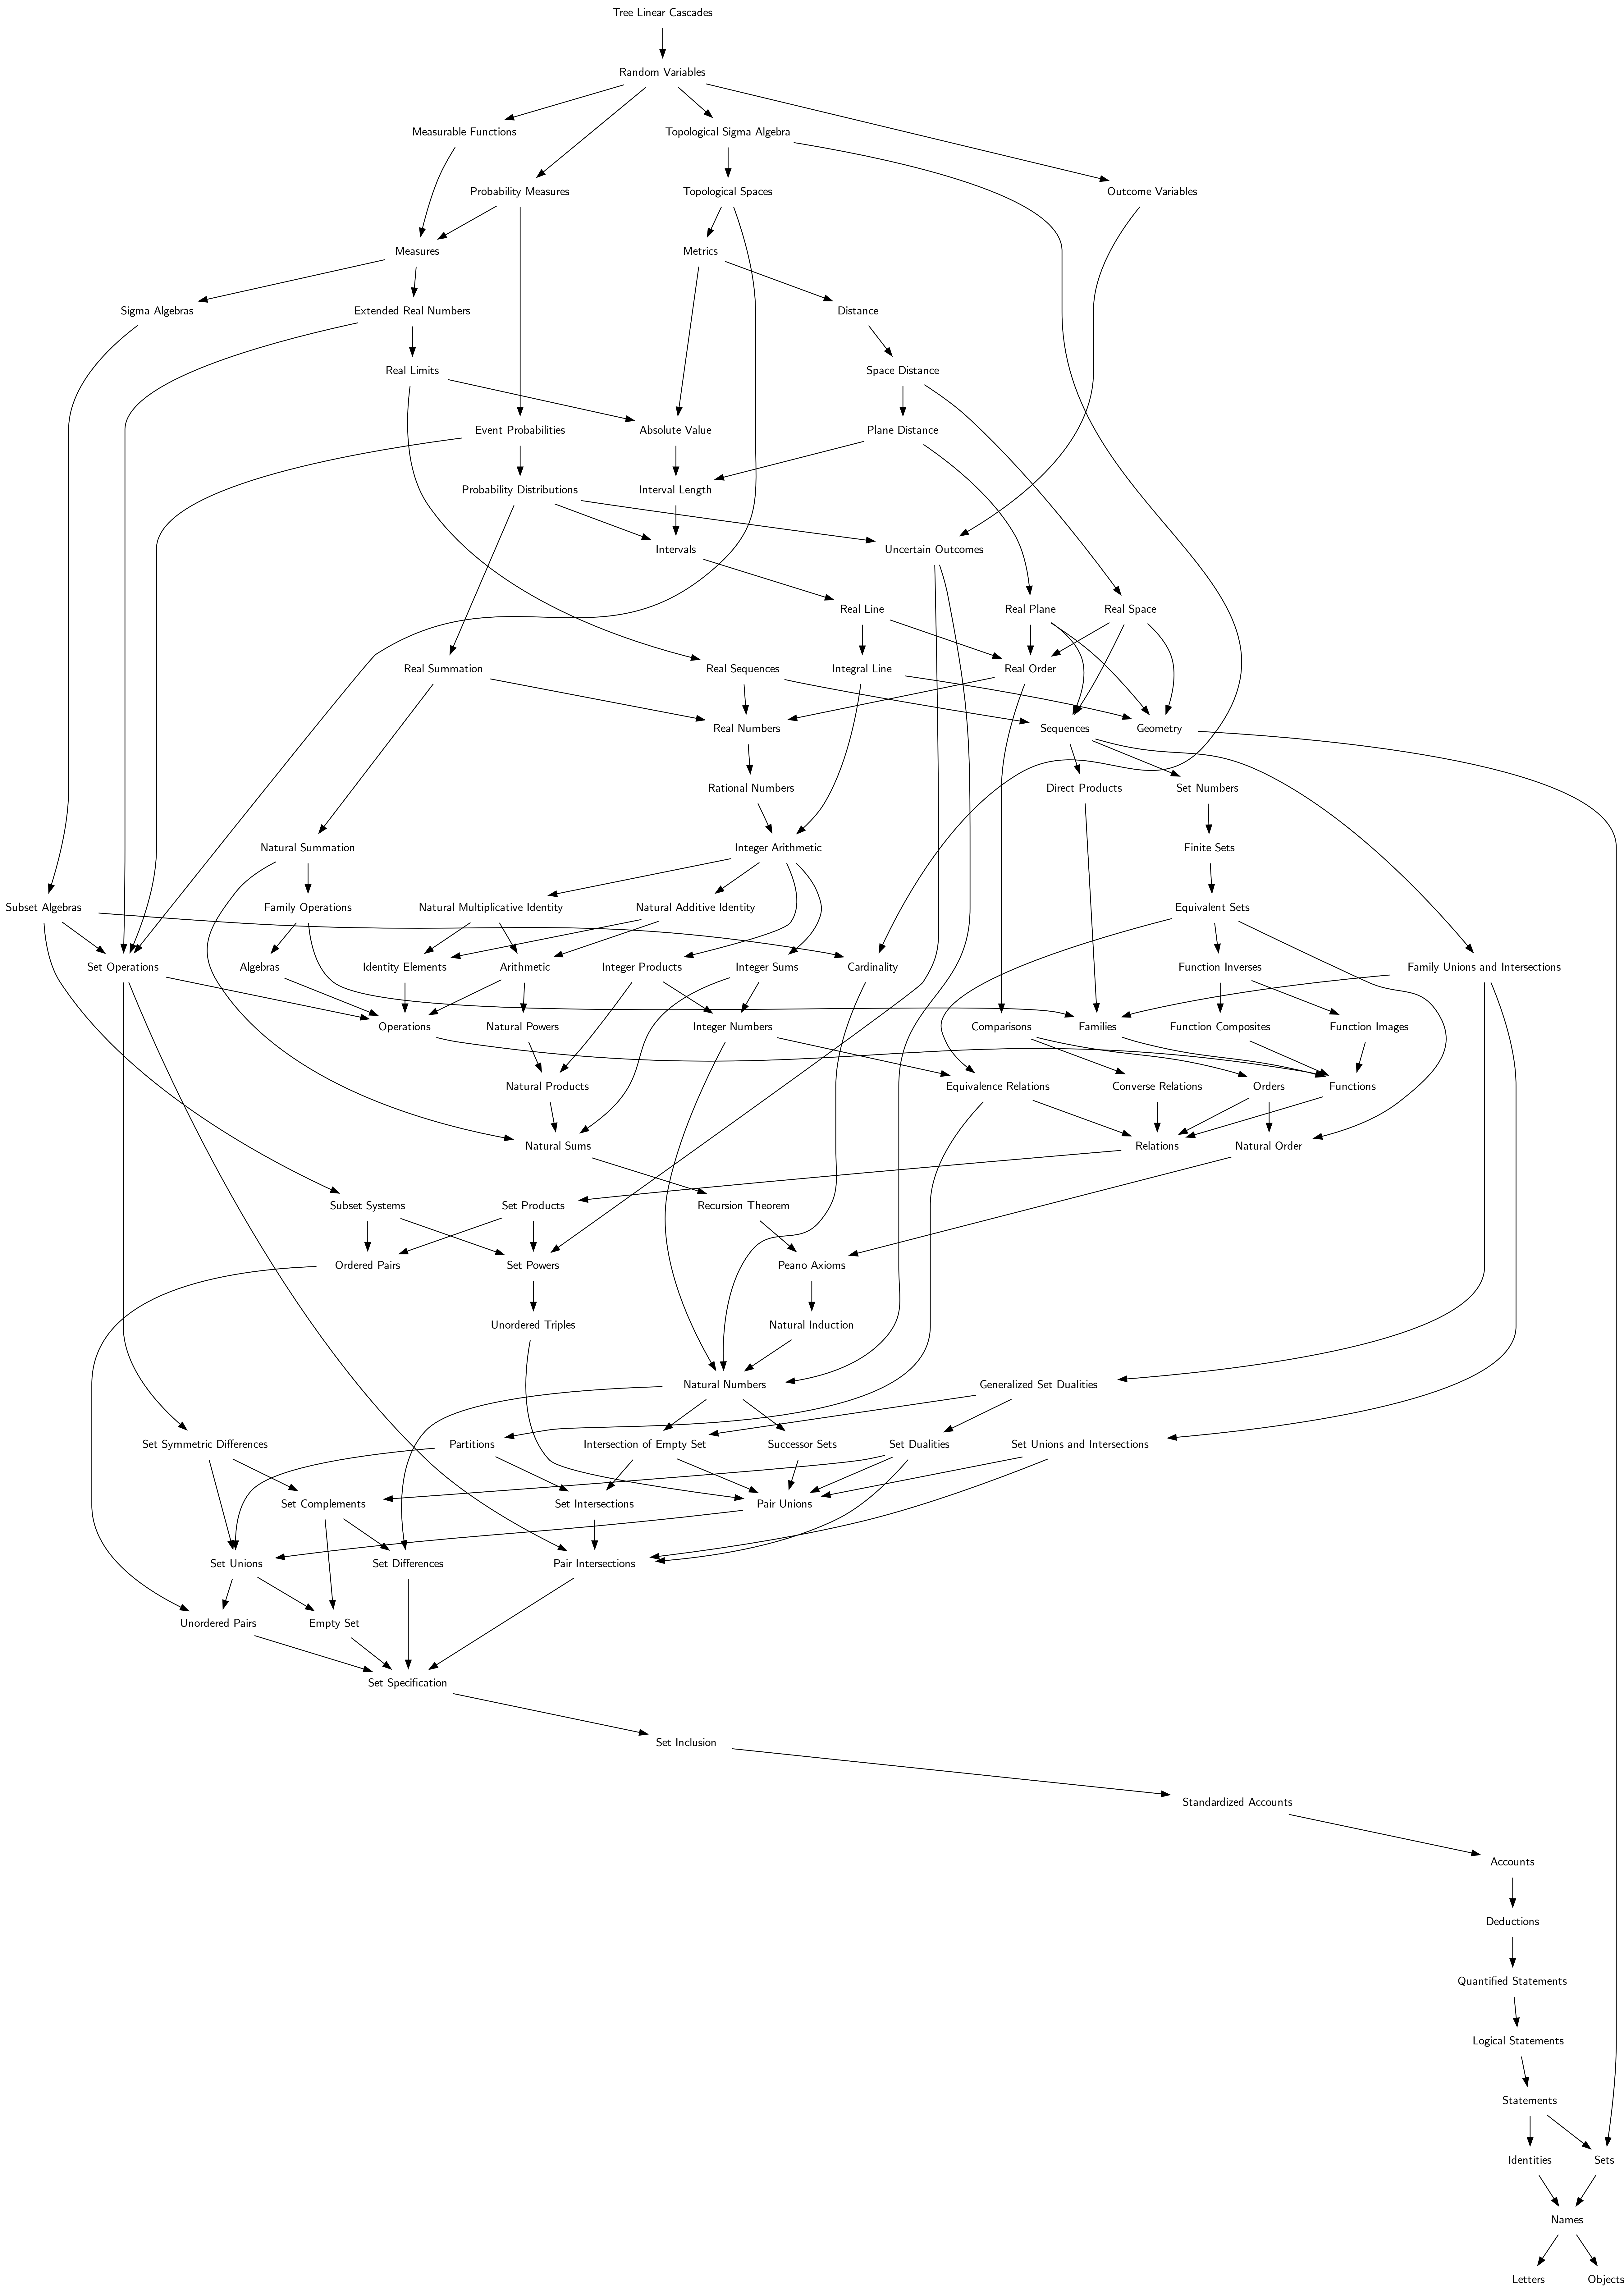 Tree Linear Cascades
Random Variables
Measurable Functions
Topological Sigma Algebra
Probability Measures
Topological Spaces
Outcome Variables
Measures
Metrics
Sigma Algebras
Extended Real Numbers
Distance
Real Limits
Space Distance
Event Probabilities
Absolute Value
Plane Distance
Probability Distributions
Interval Length
Intervals
Uncertain Outcomes
Real Line
Real Plane
Real Space
Real Summation
Real Sequences
Integral Line
Real Order
Real Numbers
Sequences
Geometry
Rational Numbers
Direct Products
Set Numbers
Natural Summation
Integer Arithmetic
Finite Sets
Subset Algebras
Family Operations
Natural Multiplicative Identity
Natural Additive Identity
Equivalent Sets
Set Operations
Algebras
Identity Elements
Arithmetic
Integer Products
Integer Sums
Cardinality
Function Inverses
Family Unions and Intersections
Operations
Natural Powers
Integer Numbers
Comparisons
Families
Function Composites
Function Images
Natural Products
Equivalence Relations
Converse Relations
Orders
Functions
Natural Sums
Relations
Natural Order
Subset Systems
Set Products
Recursion Theorem
Ordered Pairs
Set Powers
Peano Axioms
Unordered Triples
Natural Induction
Natural Numbers
Generalized Set Dualities
Set Symmetric Differences
Partitions
Intersection of Empty Set
Successor Sets
Set Dualities
Set Unions and Intersections
Set Complements
Set Intersections
Pair Unions
Set Unions
Set Differences
Pair Intersections
Unordered Pairs
Empty Set
Set Specification
Set Inclusion
Standardized Accounts
Accounts
Deductions
Quantified Statements
Logical Statements
Statements
Identities
Sets
Names
Letters
Objects